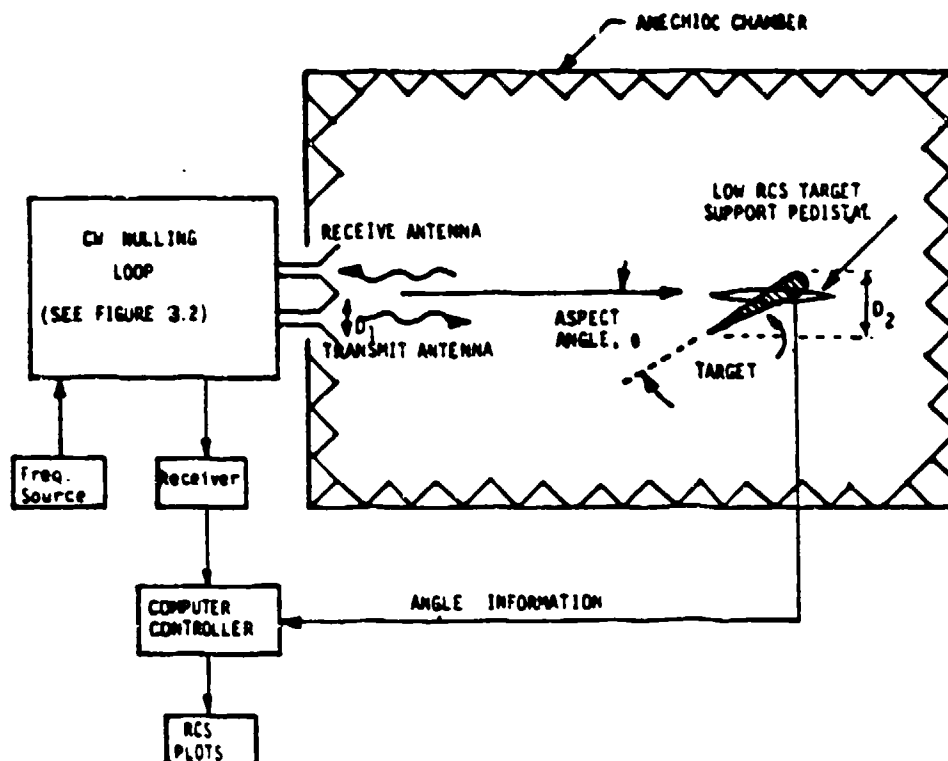 ANECHIOC CHAMBER
LOW RCS TARGET
SUPPORT PEDISTAL
CW NULLING
LOOP
(SEE FIGURE 3.2)
RECEIVE ANTENNA
D1
TRANSMIT ANTENNA
ASPECT
ANGLE, θ
D2
TARGET
Freq.
Source
Receiver
COMPUTER
CONTROLLER
ANGLE INFORMATION
RCS
PLOTS